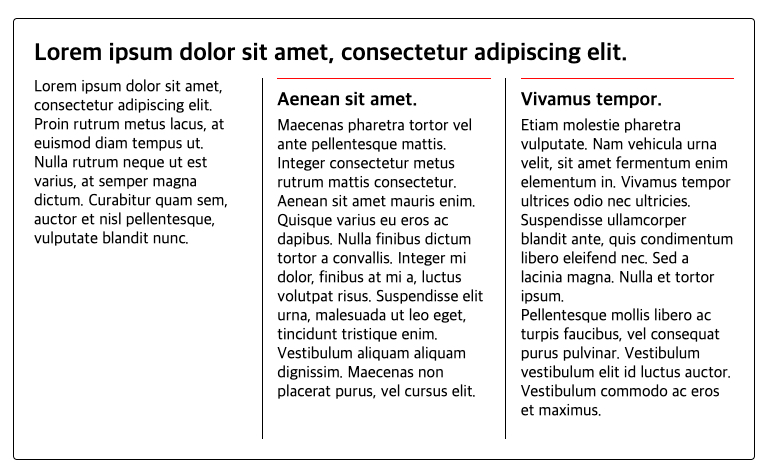 Lorem ipsum dolor sit amet, consectetur adipiscing elit.
Lorem ipsum dolor sit amet,
consectetur adipiscing elit.
Proin rutrum metus lacus, at
euismod diam tempus ut.
Nulla rutrum neque ut est
varius, at semper magna
dictum. Curabitur quam sem,
auctor et nisl pellentesque,
vulputate blandit nunc.
Aenean sit amet.
Maecenas pharetra tortor vel
ante pellentesque mattis.
Integer consectetur metus
rutrum mattis consectetur.
Aenean sit amet mauris enim.
Quisque varius eu eros ac
dapibus. Nulla finibus dictum
tortor a convallis. Integer mi
dolor, finibus at mi a, luctus
volutpat risus. Suspendisse elit
urna, malesuada ut leo eget,
tincidunt tristique enim.
Vestibulum aliquam aliquam
dignissim. Maecenas non
placerat purus, vel cursus elit.
Vivamus tempor.
Etiam molestie pharetra
vulputate. Nam vehicula urna
velit, sit amet fermentum enim
elementum in. Vivamus tempor
ultrices odio nec ultricies.
Suspendisse ullamcorper
blandit ante, quis condimentum
libero eleifend nec. Sed a
lacinia magna. Nulla et tortor
ipsum.
Pellentesque mollis libero ac
turpis faucibus, vel consequat
purus pulvinar. Vestibulum
vestibulum elit id luctus auctor.
Vestibulum commodo ac eros
et maximus.